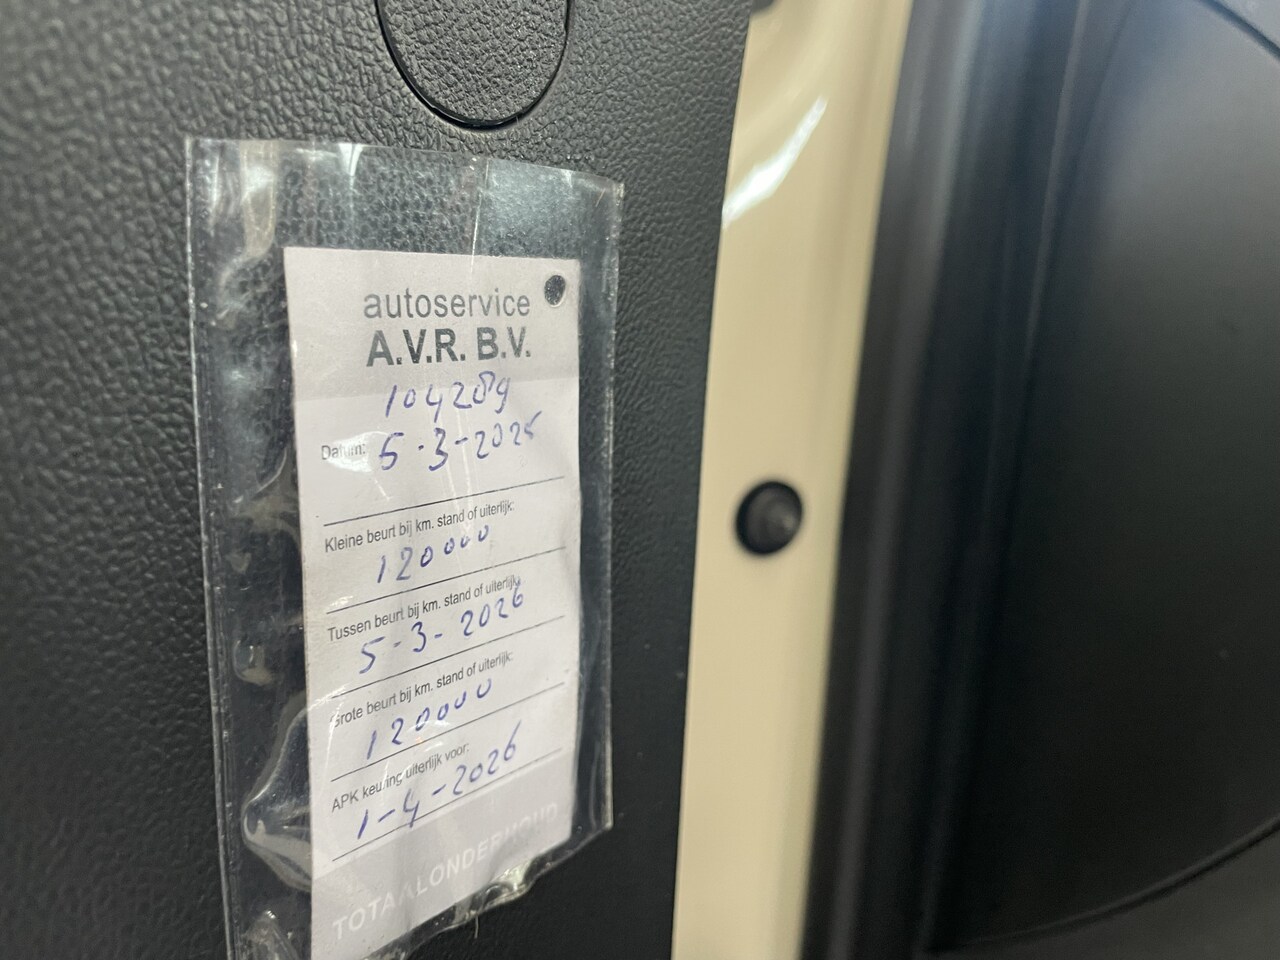 autoservice
A.V.R. B.V.
104289
Datum: 5-3-2025
Kleine beurt bij km. stand of uiterlijk:
120000
Tussen beurt bij km. stand of uiterlijk:
5-3-2026
Grote beurt bij km. stand of uiterlijk:
120000
APK keuring uiterlijk voor:
1-4-2026
TOTAALONDERHOUD